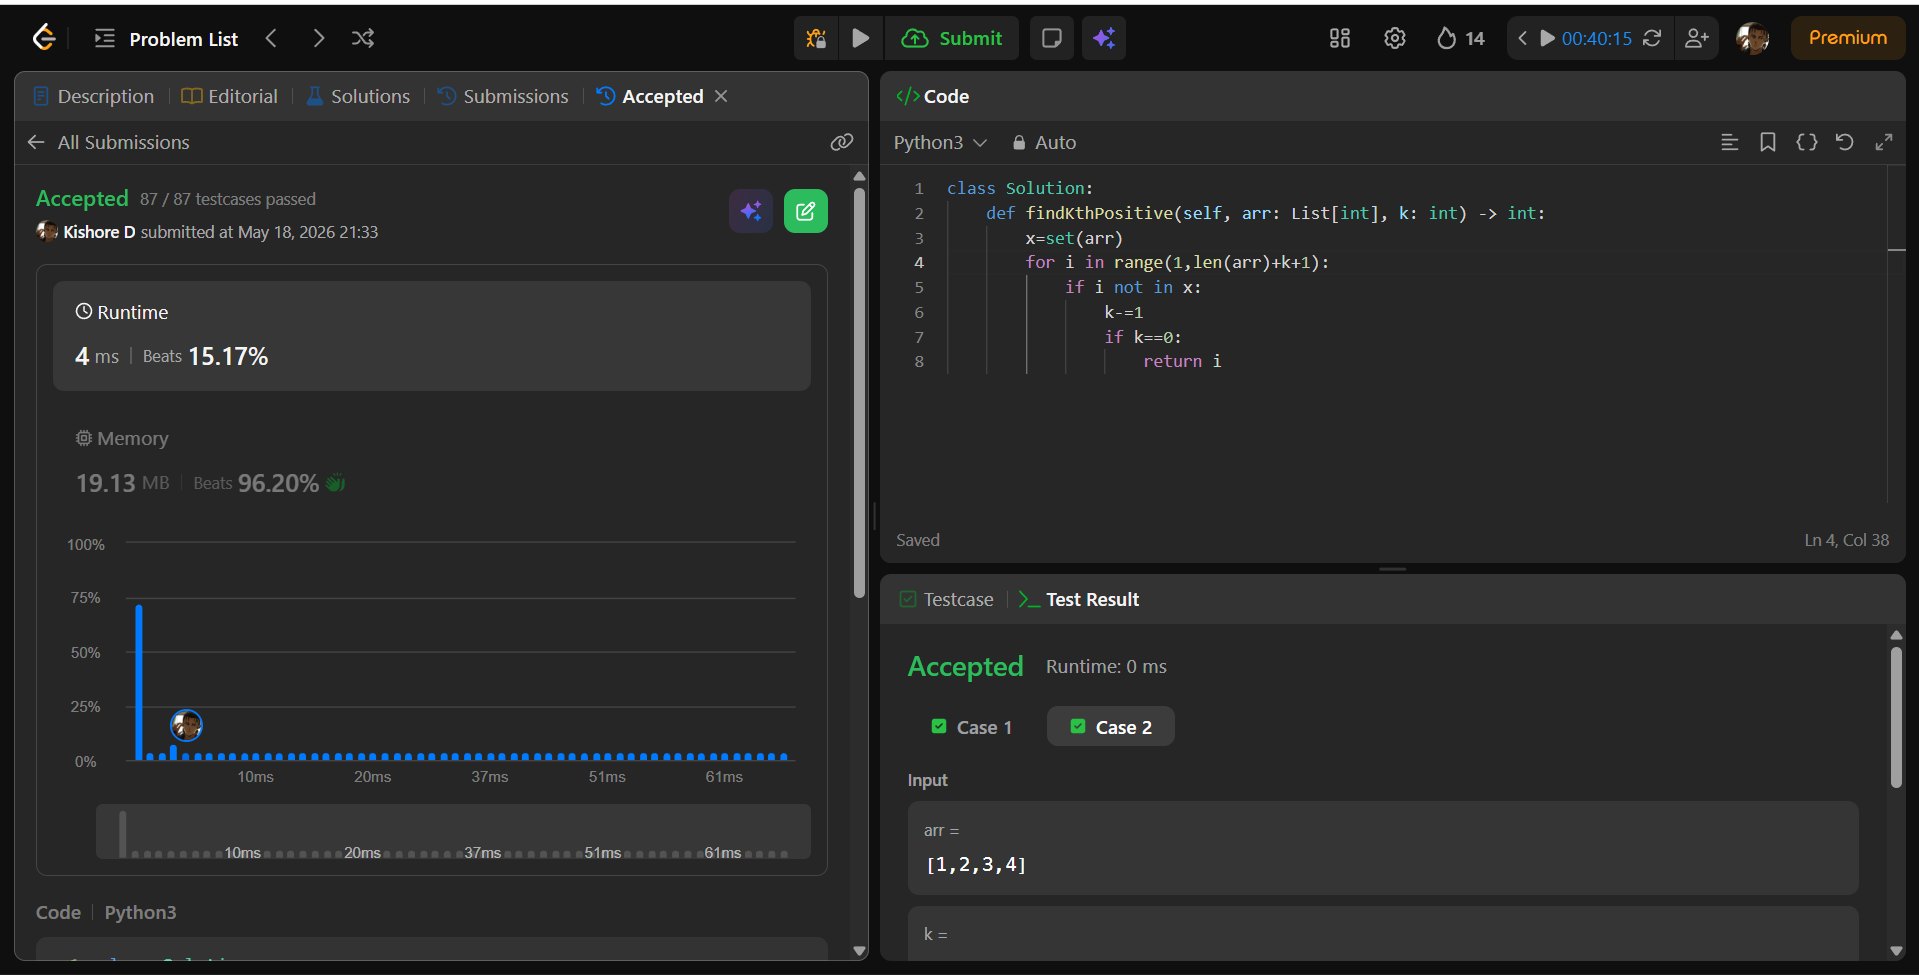 Problem List
Submit
14
00:40:15
Premium
Description
Editorial
Solutions
Submissions
Accepted
All Submissions
Accepted 87 / 87 testcases passed
Kishore D submitted at May 18, 2026 21:33
Runtime
4 ms Beats 15.17%
Memory
19.13 MB Beats 96.20%
100%
75%
50%
25%
0%
10ms 20ms 37ms 51ms 61ms
10ms 20ms 37ms 51ms 61ms
Code Python3
</> Code
Python3 Auto
1 class Solution:
2 def findKthPositive(self, arr: List[int], k: int) -> int:
3 x=set(arr)
4 for i in range(1,len(arr)+k+1):
5 if i not in x:
6 k-=1
7 if k==0:
8 return i
Saved Ln 4, Col 38
Testcase >_ Test Result
Accepted Runtime: 0 ms
Case 1 Case 2
Input
arr =
[1,2,3,4]
k =